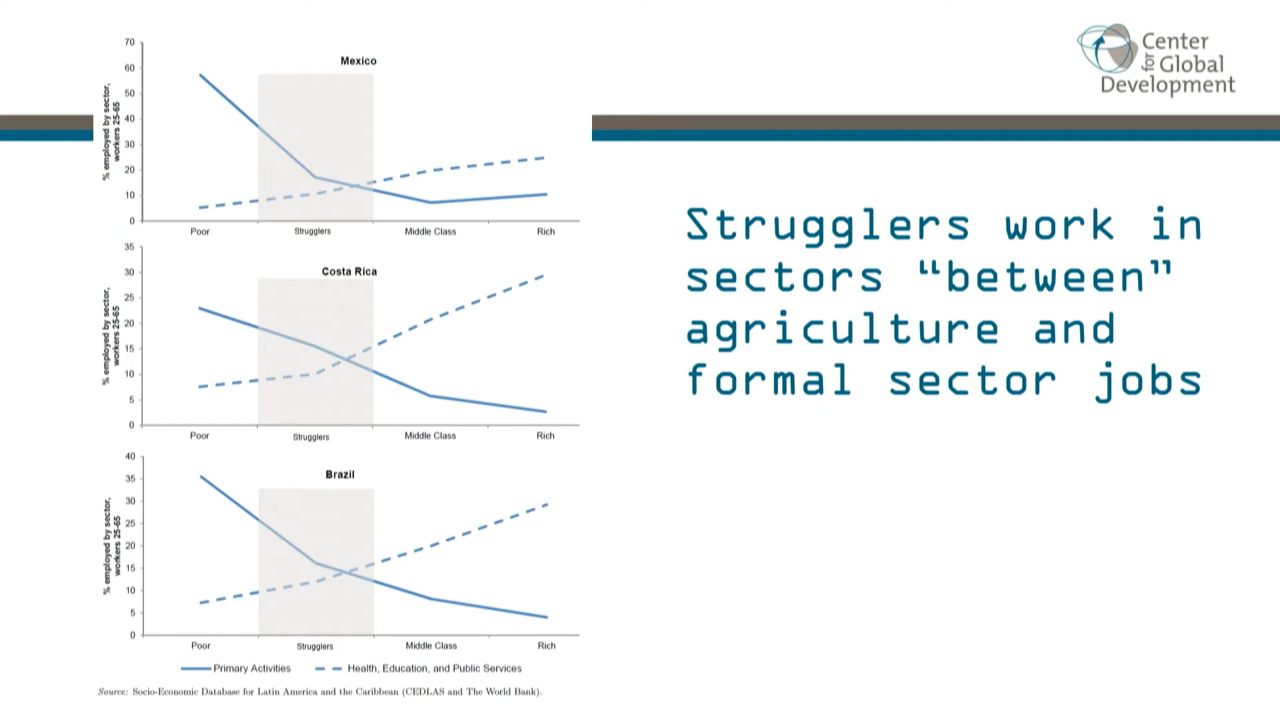 Center
for Global
Development
Mexico
% employed by sector,
workers 25-65
70
60
50
40
30
20
10
0
Poor
Strugglers
Middle Class
Rich
Costa Rica
% employed by sector,
workers 25-65
35
30
25
20
15
10
5
0
Poor
Strugglers
Middle Class
Rich
Brazil
% employed by sector,
workers 25-65
40
35
30
25
20
15
10
5
0
Poor
Strugglers
Middle Class
Rich
Primary Activities
Health, Education, and Public Services
Source: Socio-Economic Database for Latin America and the Caribbean (CEDLAS and The World Bank).
Strugglers work in
sectors “between”
agriculture and
formal sector jobs